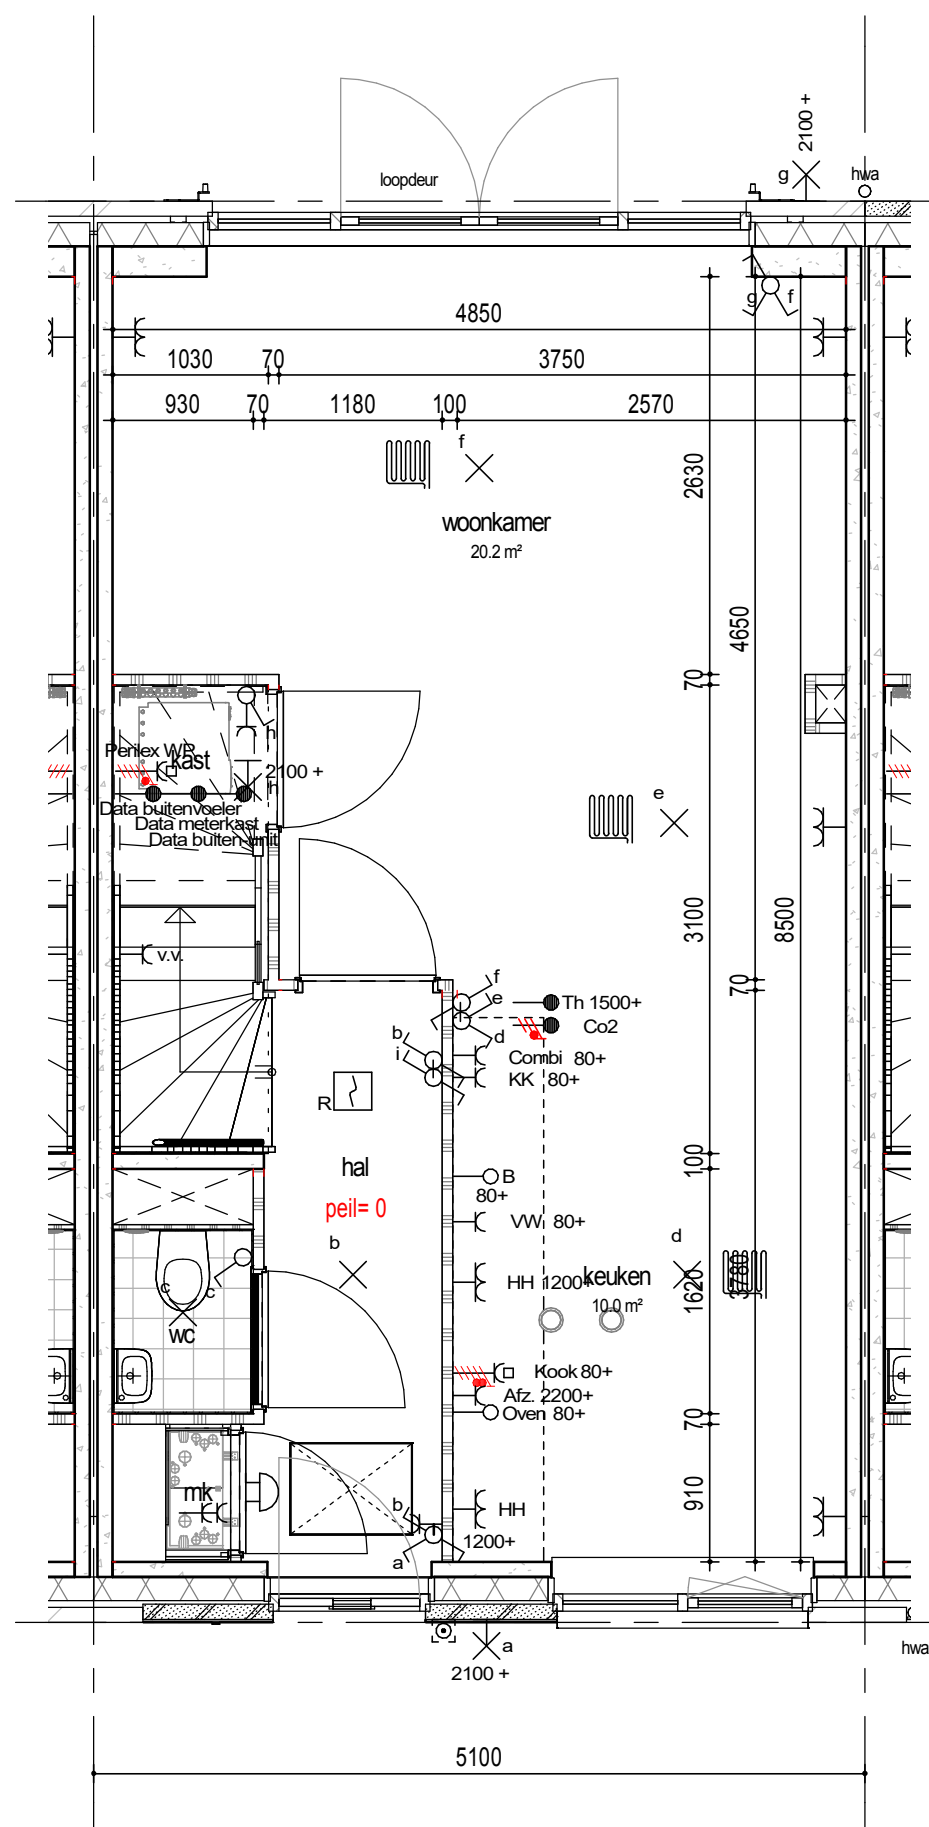 2100 +
loopdeur
g
hwa
g
f
4850
1030
70
3750
930
70
1180
100
2570
f
2630
woonkamer
20.2 m²
4650
70
h
Perilex WP
kast
2100 +
h
Data buitenvoeler
Data meterkast
Data buiten-unit
e
3100
8500
v.v.
70
f
e
Th 1500+
Co2
b
d
i
Combi 80+
KK 80+
R
hal
100
B
80+
peil= 0
VW 80+
b
d
c
c
HH 1200+
keuken
10.0 m²
1620
3780
wc
Kook 80+
Afz. 2200+
Oven 80+
70
mk
910
b
HH
1200+
a
a
2100 +
hwa
5100